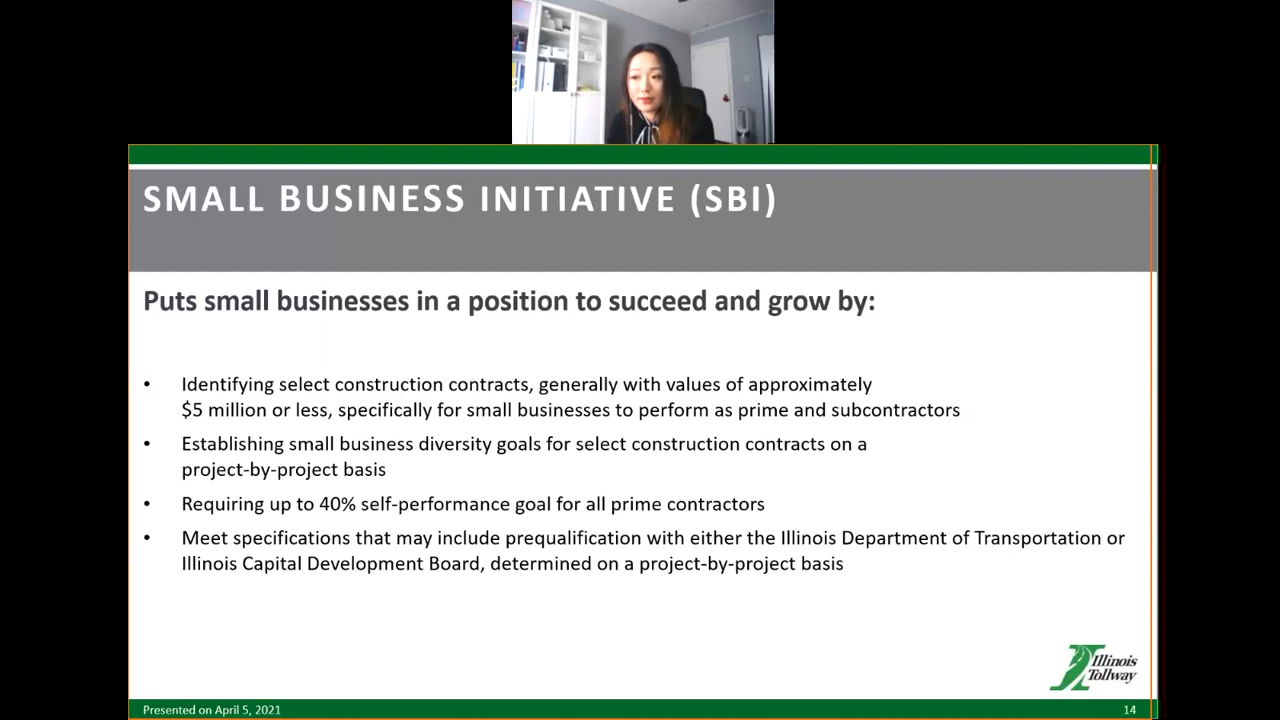 SMALL BUSINESS INITIATIVE (SBI)
Puts small businesses in a position to succeed and grow by:
• Identifying select construction contracts, generally with values of approximately
$5 million or less, specifically for small businesses to perform as prime and subcontractors
• Establishing small business diversity goals for select construction contracts on a
project-by-project basis
• Requiring up to 40% self-performance goal for all prime contractors
• Meet specifications that may include prequalification with either the Illinois Department of Transportation or
Illinois Capital Development Board, determined on a project-by-project basis
Illinois
Tollway
Presented on April 5, 2021
14